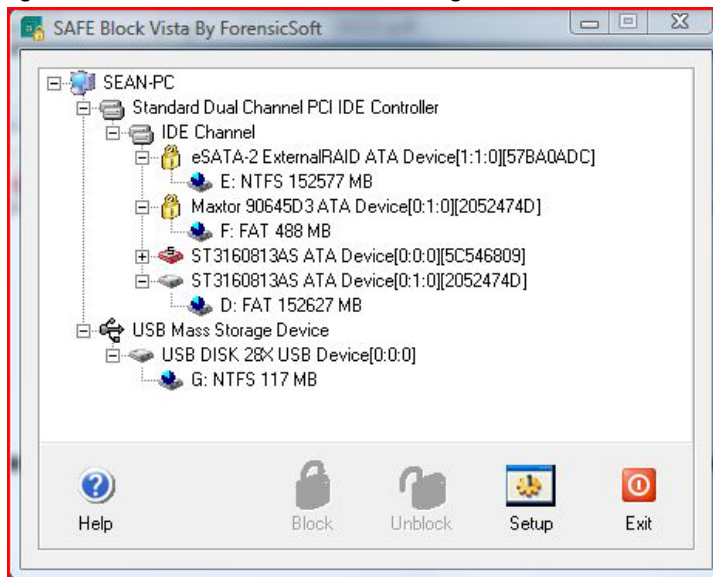 SAFE Block Vista By ForensicSoft
SEAN-PC
Standard Dual Channel PCI IDE Controller
IDE Channel
eSATA-2 ExternalRAID ATA Device[1:1:0][57BA0ADC]
E: NTFS 152577 MB
Maxtor 90645D3 ATA Device[0:1:0][2052474D]
F: FAT 488 MB
ST3160813AS ATA Device[0:0:0][5C546809]
ST3160813AS ATA Device[0:1:0][2052474D]
D: FAT 152627 MB
USB Mass Storage Device
USB DISK 28X USB Device[0:0:0]
G: NTFS 117 MB
Help
Block
Unblock
Setup
Exit